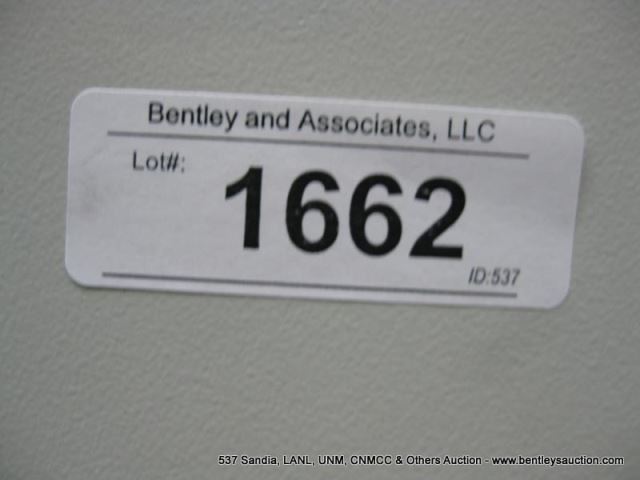 Bentley and Associates, LLC
Lot#:
1662
ID:537
537 Sandia, LANL, UNM, CNMCC & Others Auction - www.bentleysauction.com